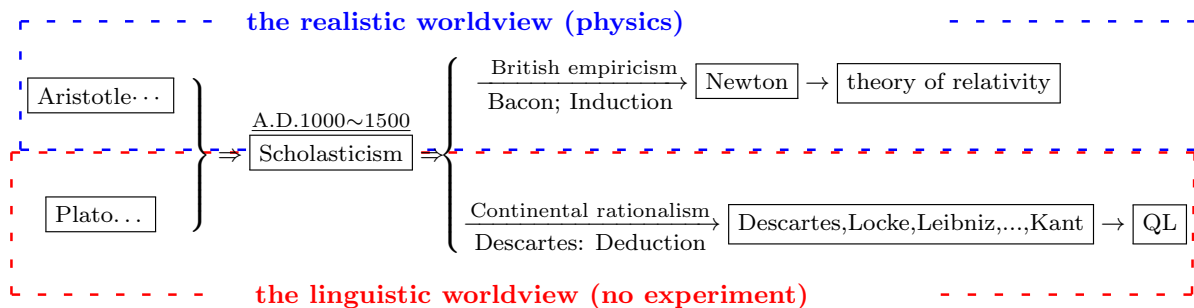 the realistic worldview (physics)
British empiricism
Aristotle⋯
Newton → theory of relativity
Bacon; Induction
A.D.1000∼1500
⇒ Scholasticism ⇒
Plato...
Continental rationalism
Descartes,Locke,Leibniz,...,Kant → QL
Descartes: Deduction
the linguistic worldview (no experiment)